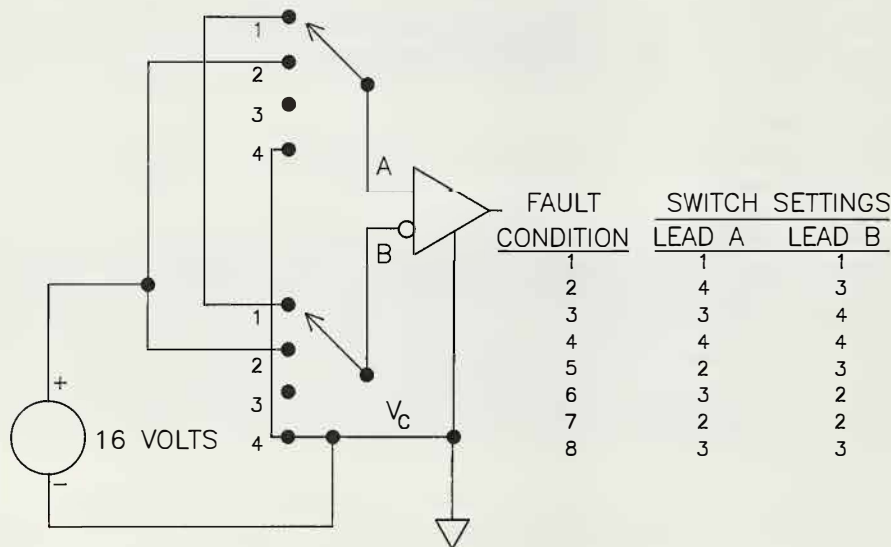 1
2
3
4
A
B
1
2
3
4
+
16 VOLTS
−
V_C
FAULT CONDITION
SWITCH SETTINGS
LEAD A LEAD B
1 1 1
2 4 3
3 3 4
4 4 4
5 2 3
6 3 2
7 2 2
8 3 3